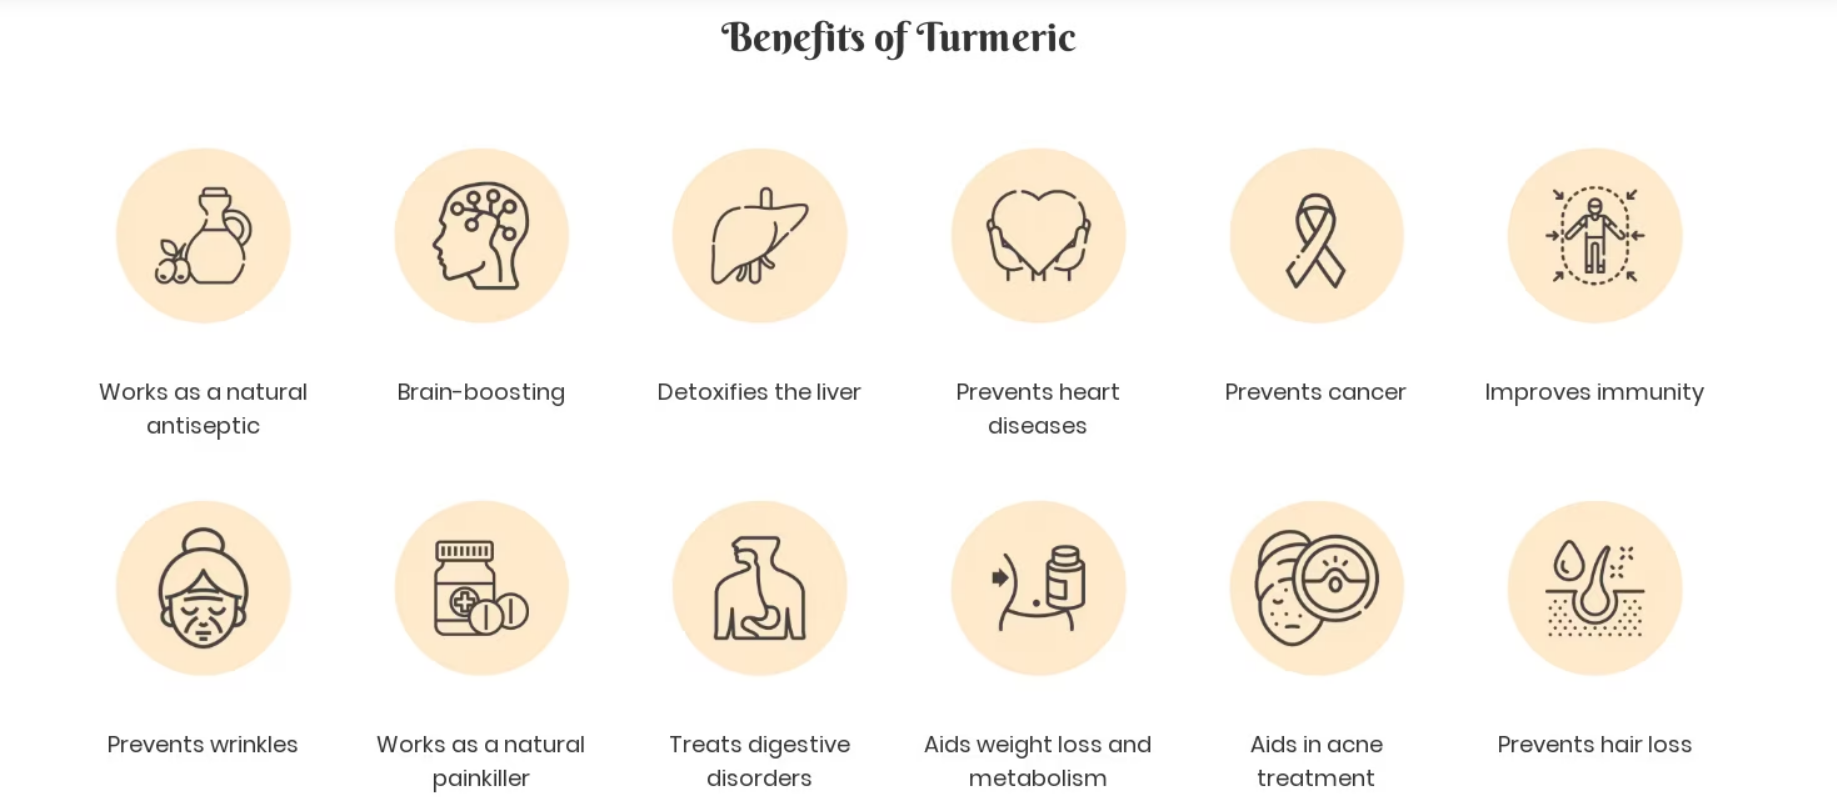 Benefits of Turmeric
Works as a natural
antiseptic
Brain-boosting
Detoxifies the liver
Prevents heart
diseases
Prevents cancer
Improves immunity
Prevents wrinkles
Works as a natural
painkiller
Treats digestive
disorders
Aids weight loss and
metabolism
Aids in acne
treatment
Prevents hair loss